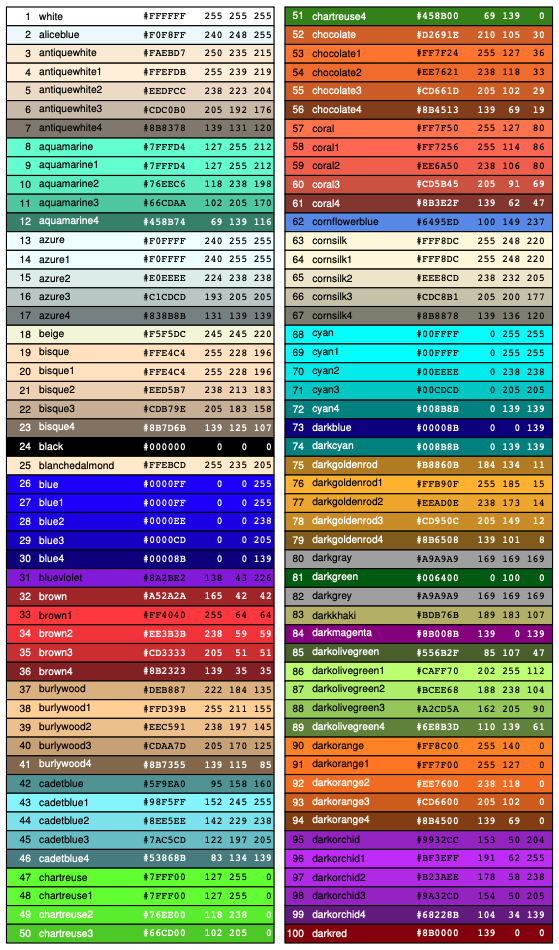 1 white #FFFFFF 255 255 255
2 aliceblue #F0F8FF 240 248 255
3 antiquewhite #FAEBD7 250 235 215
4 antiquewhite1 #FFEFDB 255 239 219
5 antiquewhite2 #EEDFCC 238 223 204
6 antiquewhite3 #CDC0B0 205 192 176
7 antiquewhite4 #8B8378 139 131 120
8 aquamarine #7FFFD4 127 255 212
9 aquamarine1 #7FFFD4 127 255 212
10 aquamarine2 #76EEC6 118 238 198
11 aquamarine3 #66CDAA 102 205 170
12 aquamarine4 #458B74 69 139 116
13 azure #F0FFFF 240 255 255
14 azure1 #F0FFFF 240 255 255
15 azure2 #E0EEEE 224 238 238
16 azure3 #C1CDCD 193 205 205
17 azure4 #838B8B 131 139 139
18 beige #F5F5DC 245 245 220
19 bisque #FFE4C4 255 228 196
20 bisque1 #FFE4C4 255 228 196
21 bisque2 #EED5B7 238 213 183
22 bisque3 #CDB79E 205 183 158
23 bisque4 #8B7D6B 139 125 107
24 black #000000 0 0 0
25 blanchedalmond #FFEBCD 255 235 205
26 blue #0000FF 0 0 255
27 blue1 #0000FF 0 0 255
28 blue2 #0000EE 0 0 238
29 blue3 #0000CD 0 0 205
30 blue4 #00008B 0 0 139
31 blueviolet #8A2BE2 138 43 226
32 brown #A52A2A 165 42 42
33 brown1 #FF4040 255 64 64
34 brown2 #EE3B3B 238 59 59
35 brown3 #CD3333 205 51 51
36 brown4 #8B2323 139 35 35
37 burlywood #DEB887 222 184 135
38 burlywood1 #FFD39B 255 211 155
39 burlywood2 #EEC591 238 197 145
40 burlywood3 #CDAA7D 205 170 125
41 burlywood4 #8B7355 139 115 85
42 cadetblue #5F9EA0 95 158 160
43 cadetblue1 #98F5FF 152 245 255
44 cadetblue2 #8EE5EE 142 229 238
45 cadetblue3 #7AC5CD 122 197 205
46 cadetblue4 #53868B 83 134 139
47 chartreuse #7FFF00 127 255 0
48 chartreuse1 #7FFF00 127 255 0
49 chartreuse2 #76EE00 118 238 0
50 chartreuse3 #66CD00 102 205 0
51 chartreuse4 #458B00 69 139 0
52 chocolate #D2691E 210 105 30
53 chocolate1 #FF7F24 255 127 36
54 chocolate2 #EE7621 238 118 33
55 chocolate3 #CD661D 205 102 29
56 chocolate4 #8B4513 139 69 19
57 coral #FF7F50 255 127 80
58 coral1 #FF7256 255 114 86
59 coral2 #EE6A50 238 106 80
60 coral3 #CD5B45 205 91 69
61 coral4 #8B3E2F 139 62 47
62 cornflowerblue #6495ED 100 149 237
63 cornsilk #FFF8DC 255 248 220
64 cornsilk1 #FFF8DC 255 248 220
65 cornsilk2 #EEE8CD 238 232 205
66 cornsilk3 #CDC8B1 205 200 177
67 cornsilk4 #8B8878 139 136 120
68 cyan #00FFFF 0 255 255
69 cyan1 #00FFFF 0 255 255
70 cyan2 #00EEEE 0 238 238
71 cyan3 #00CDCD 0 205 205
72 cyan4 #008B8B 0 139 139
73 darkblue #00008B 0 0 139
74 darkcyan #008B8B 0 139 139
75 darkgoldenrod #B8860B 184 134 11
76 darkgoldenrod1 #FFB90F 255 185 15
77 darkgoldenrod2 #EEAD0E 238 173 14
78 darkgoldenrod3 #CD950C 205 149 12
79 darkgoldenrod4 #8B6508 139 101 8
80 darkgray #A9A9A9 169 169 169
81 darkgreen #006400 0 100 0
82 darkgrey #A9A9A9 169 169 169
83 darkkhaki #BDB76B 189 183 107
84 darkmagenta #8B008B 139 0 139
85 darkolivegreen #556B2F 85 107 47
86 darkolivegreen1 #CAFF70 202 255 112
87 darkolivegreen2 #BCEE68 188 238 104
88 darkolivegreen3 #A2CD5A 162 205 90
89 darkolivegreen4 #6E8B3D 110 139 61
90 darkorange #FF8C00 255 140 0
91 darkorange1 #FF7F00 255 127 0
92 darkorange2 #EE7600 238 118 0
93 darkorange3 #CD6600 205 102 0
94 darkorange4 #8B4500 139 69 0
95 darkorchid #9932CC 153 50 204
96 darkorchid1 #BF3EFF 191 62 255
97 darkorchid2 #B23AEE 178 58 238
98 darkorchid3 #9A32CD 154 50 205
99 darkorchid4 #68228B 104 34 139
100 darkred #8B0000 139 0 0